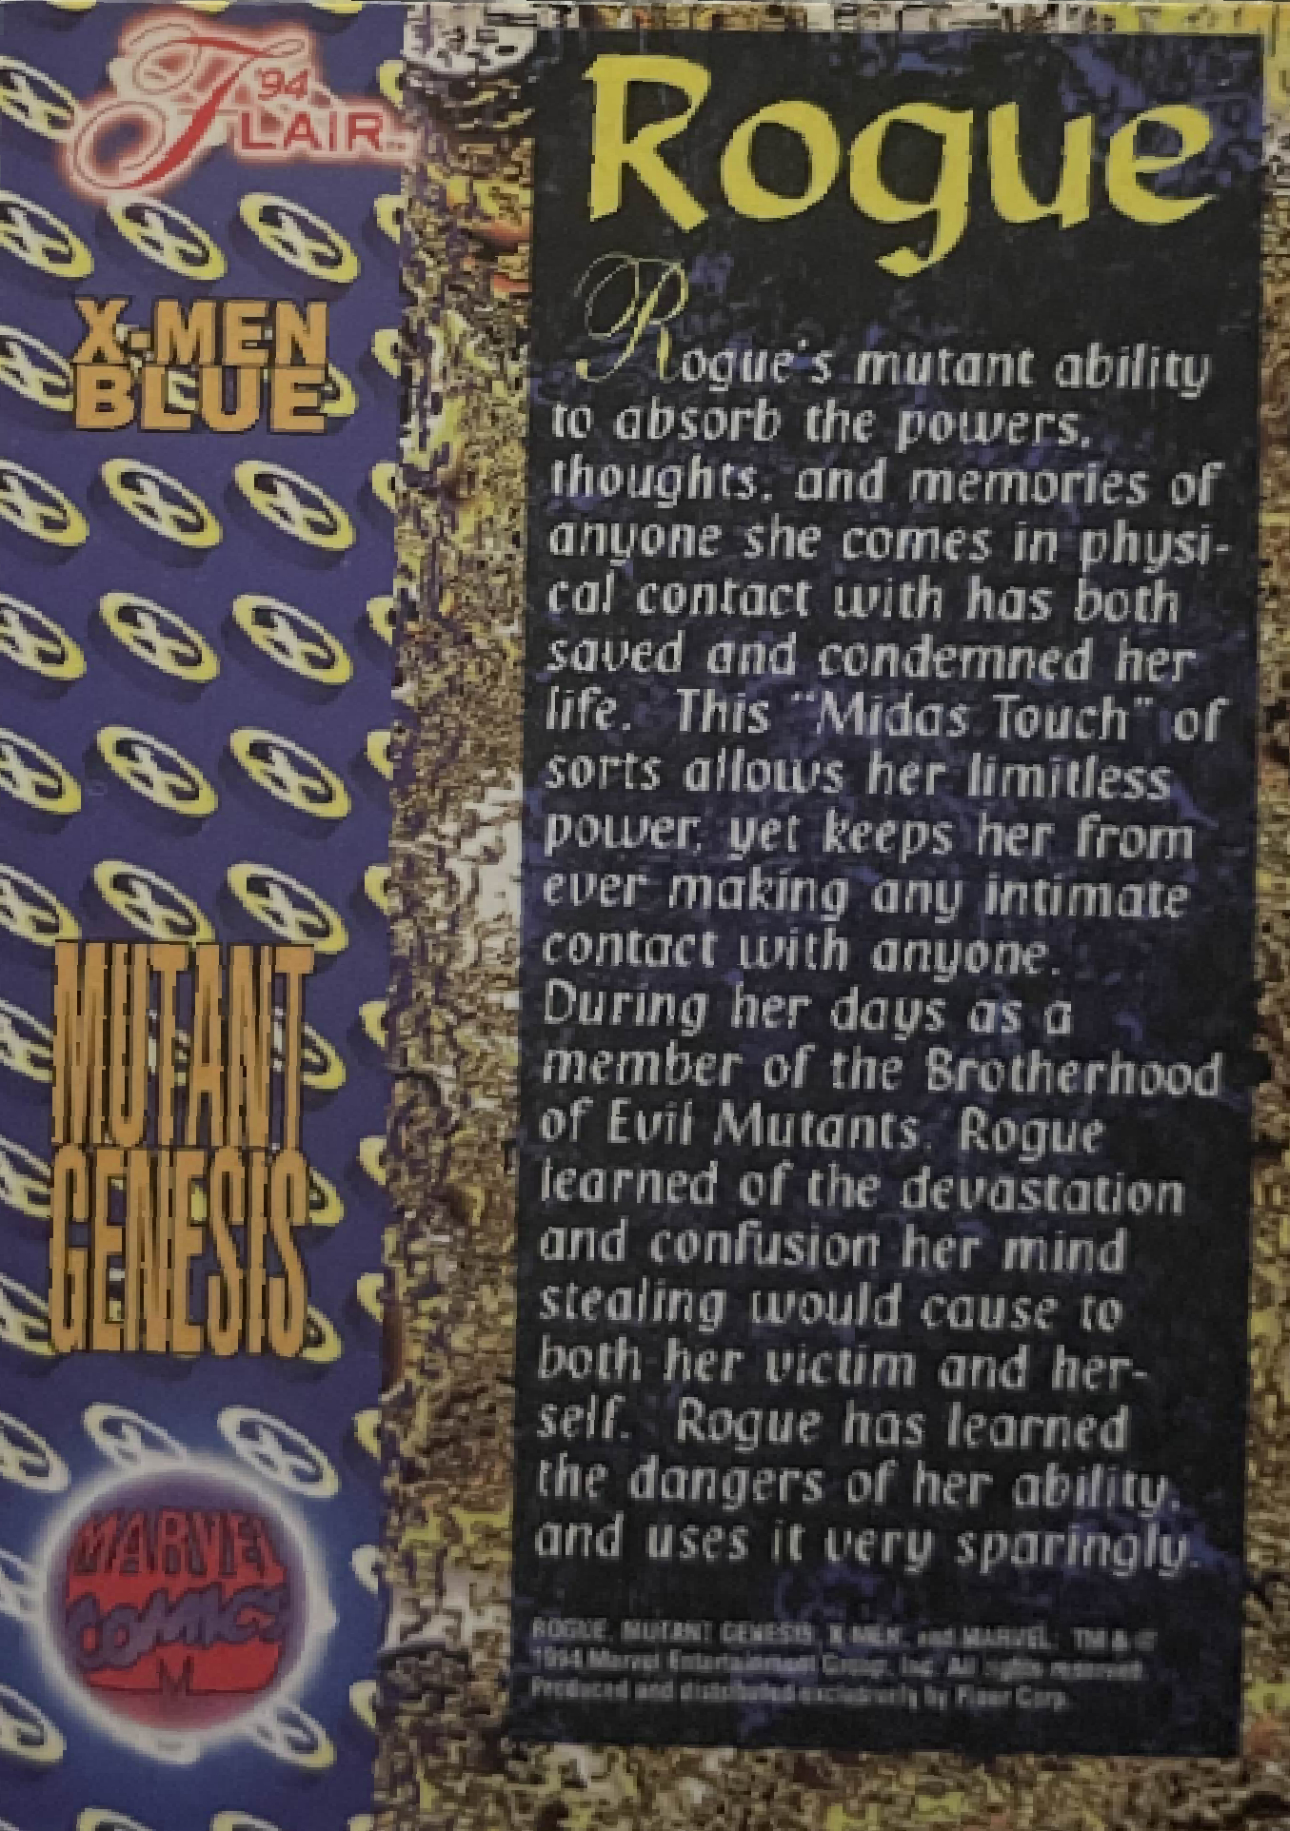 '94
FLAIR
X-MEN
BLUE
MUTANT
GENESIS
MARVEL
COMICS
M
Rogue
Rogue's mutant ability
to absorb the powers,
thoughts, and memories of
anyone she comes in physi-
cal contact with has both
saved and condemned her
life. This "Midas Touch" of
sorts allows her limitless
power, yet keeps her from
ever making any intimate
contact with anyone.
During her days as a
member of the Brotherhood
of Evil Mutants, Rogue
learned of the devastation
and confusion her mind
stealing would cause to
both her victim and her-
self. Rogue has learned
the dangers of her ability,
and uses it very sparingly.
ROGUE, MUTANT GENESIS, X-MEN, and MARVEL: TM & ©
1994 Marvel Entertainment Group, Inc. All rights reserved.
Produced and distributed exclusively by Fleer Corp.